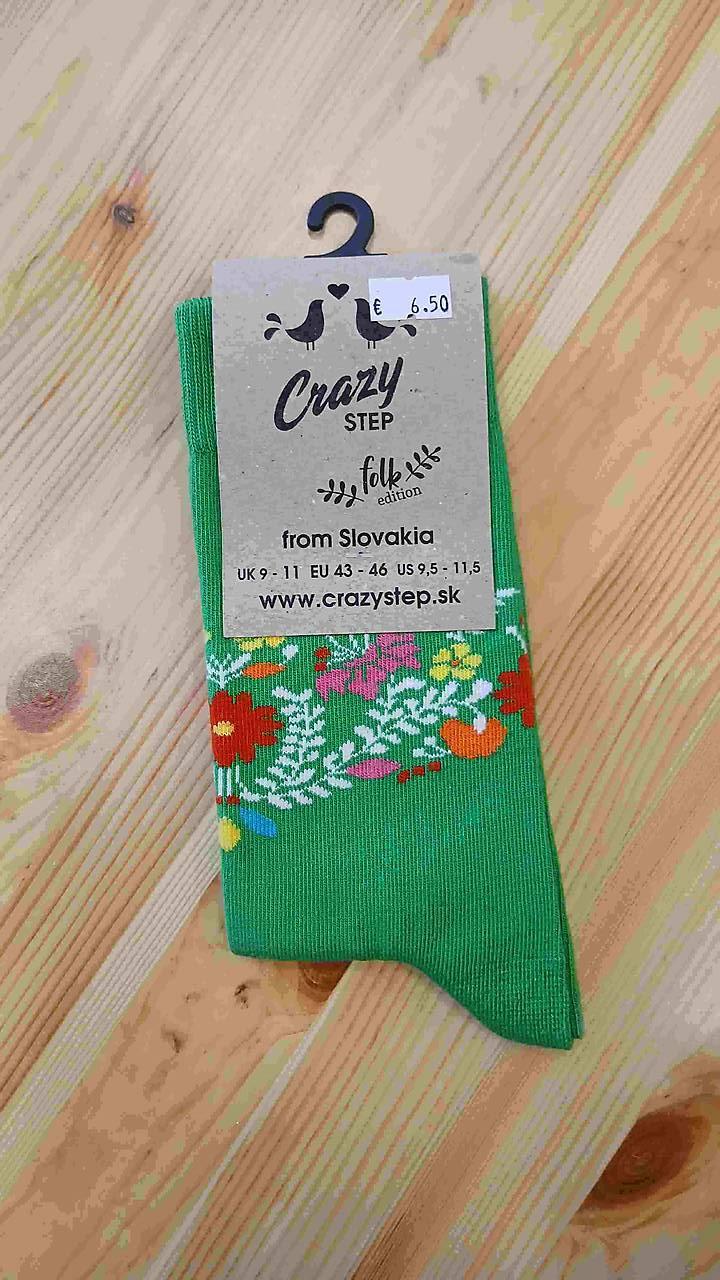 € 6.50
Crazy
STEP
folk
edition
from Slovakia
UK 9 - 11 EU 43 - 46 US 9,5 - 11,5
www.crazystep.sk